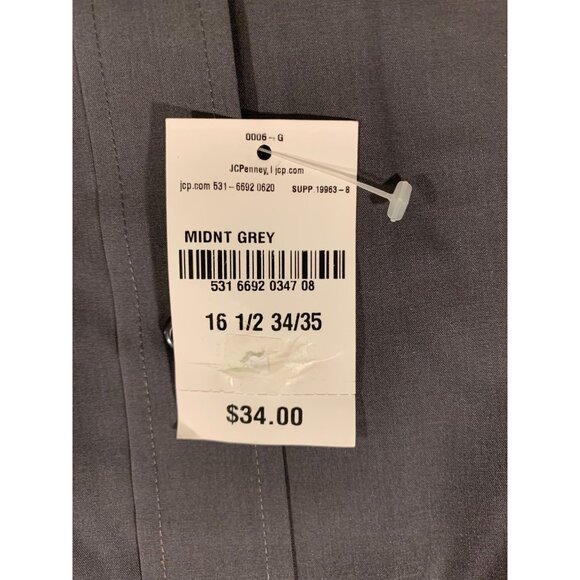 0006-G
JCPenney, | jcp.com
jcp.com 531-6692 0620 SUPP 19963-8
MIDNT GREY
531 6692 0347 08
16 1/2 34/35
$34.00